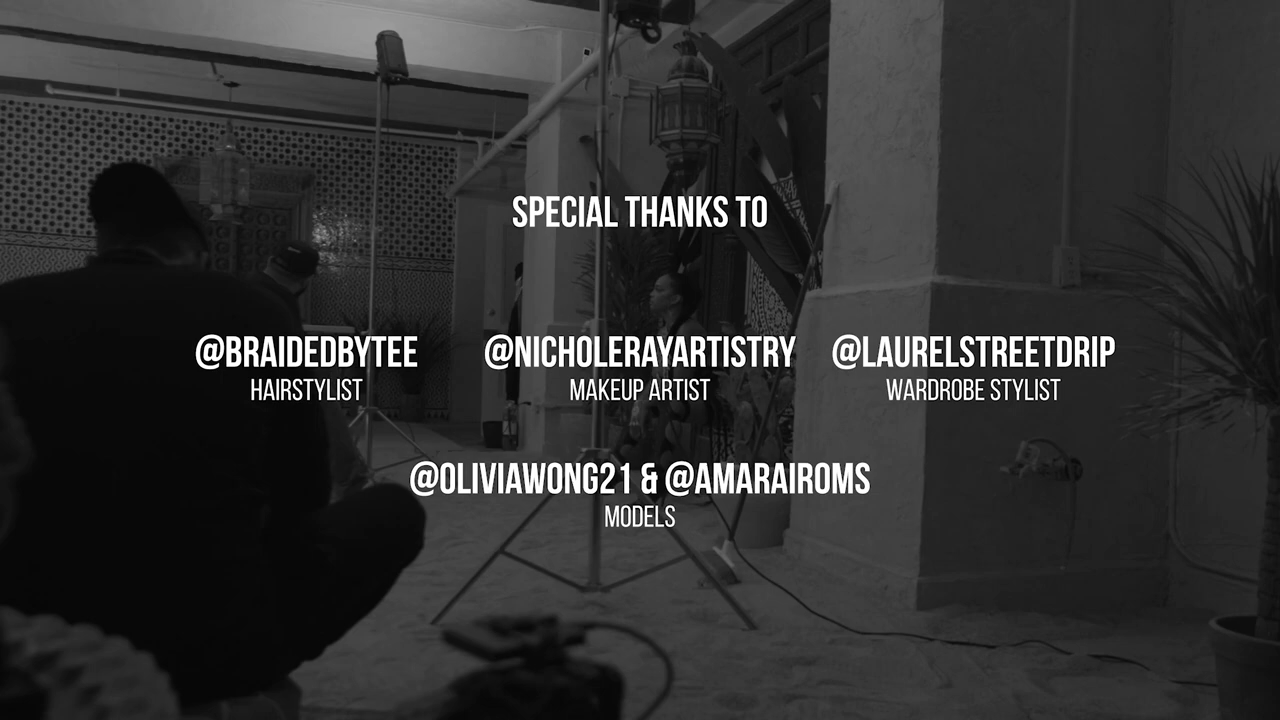 SPECIAL THANKS TO
@BRAIDEDBYTEE @NICHOLERAYARTISTRY @LAURELSTREETDRIP
HAIRSTYLIST MAKEUP ARTIST WARDROBE STYLIST
@OLIVIAWONG21 & @AMARAIROMS
MODELS